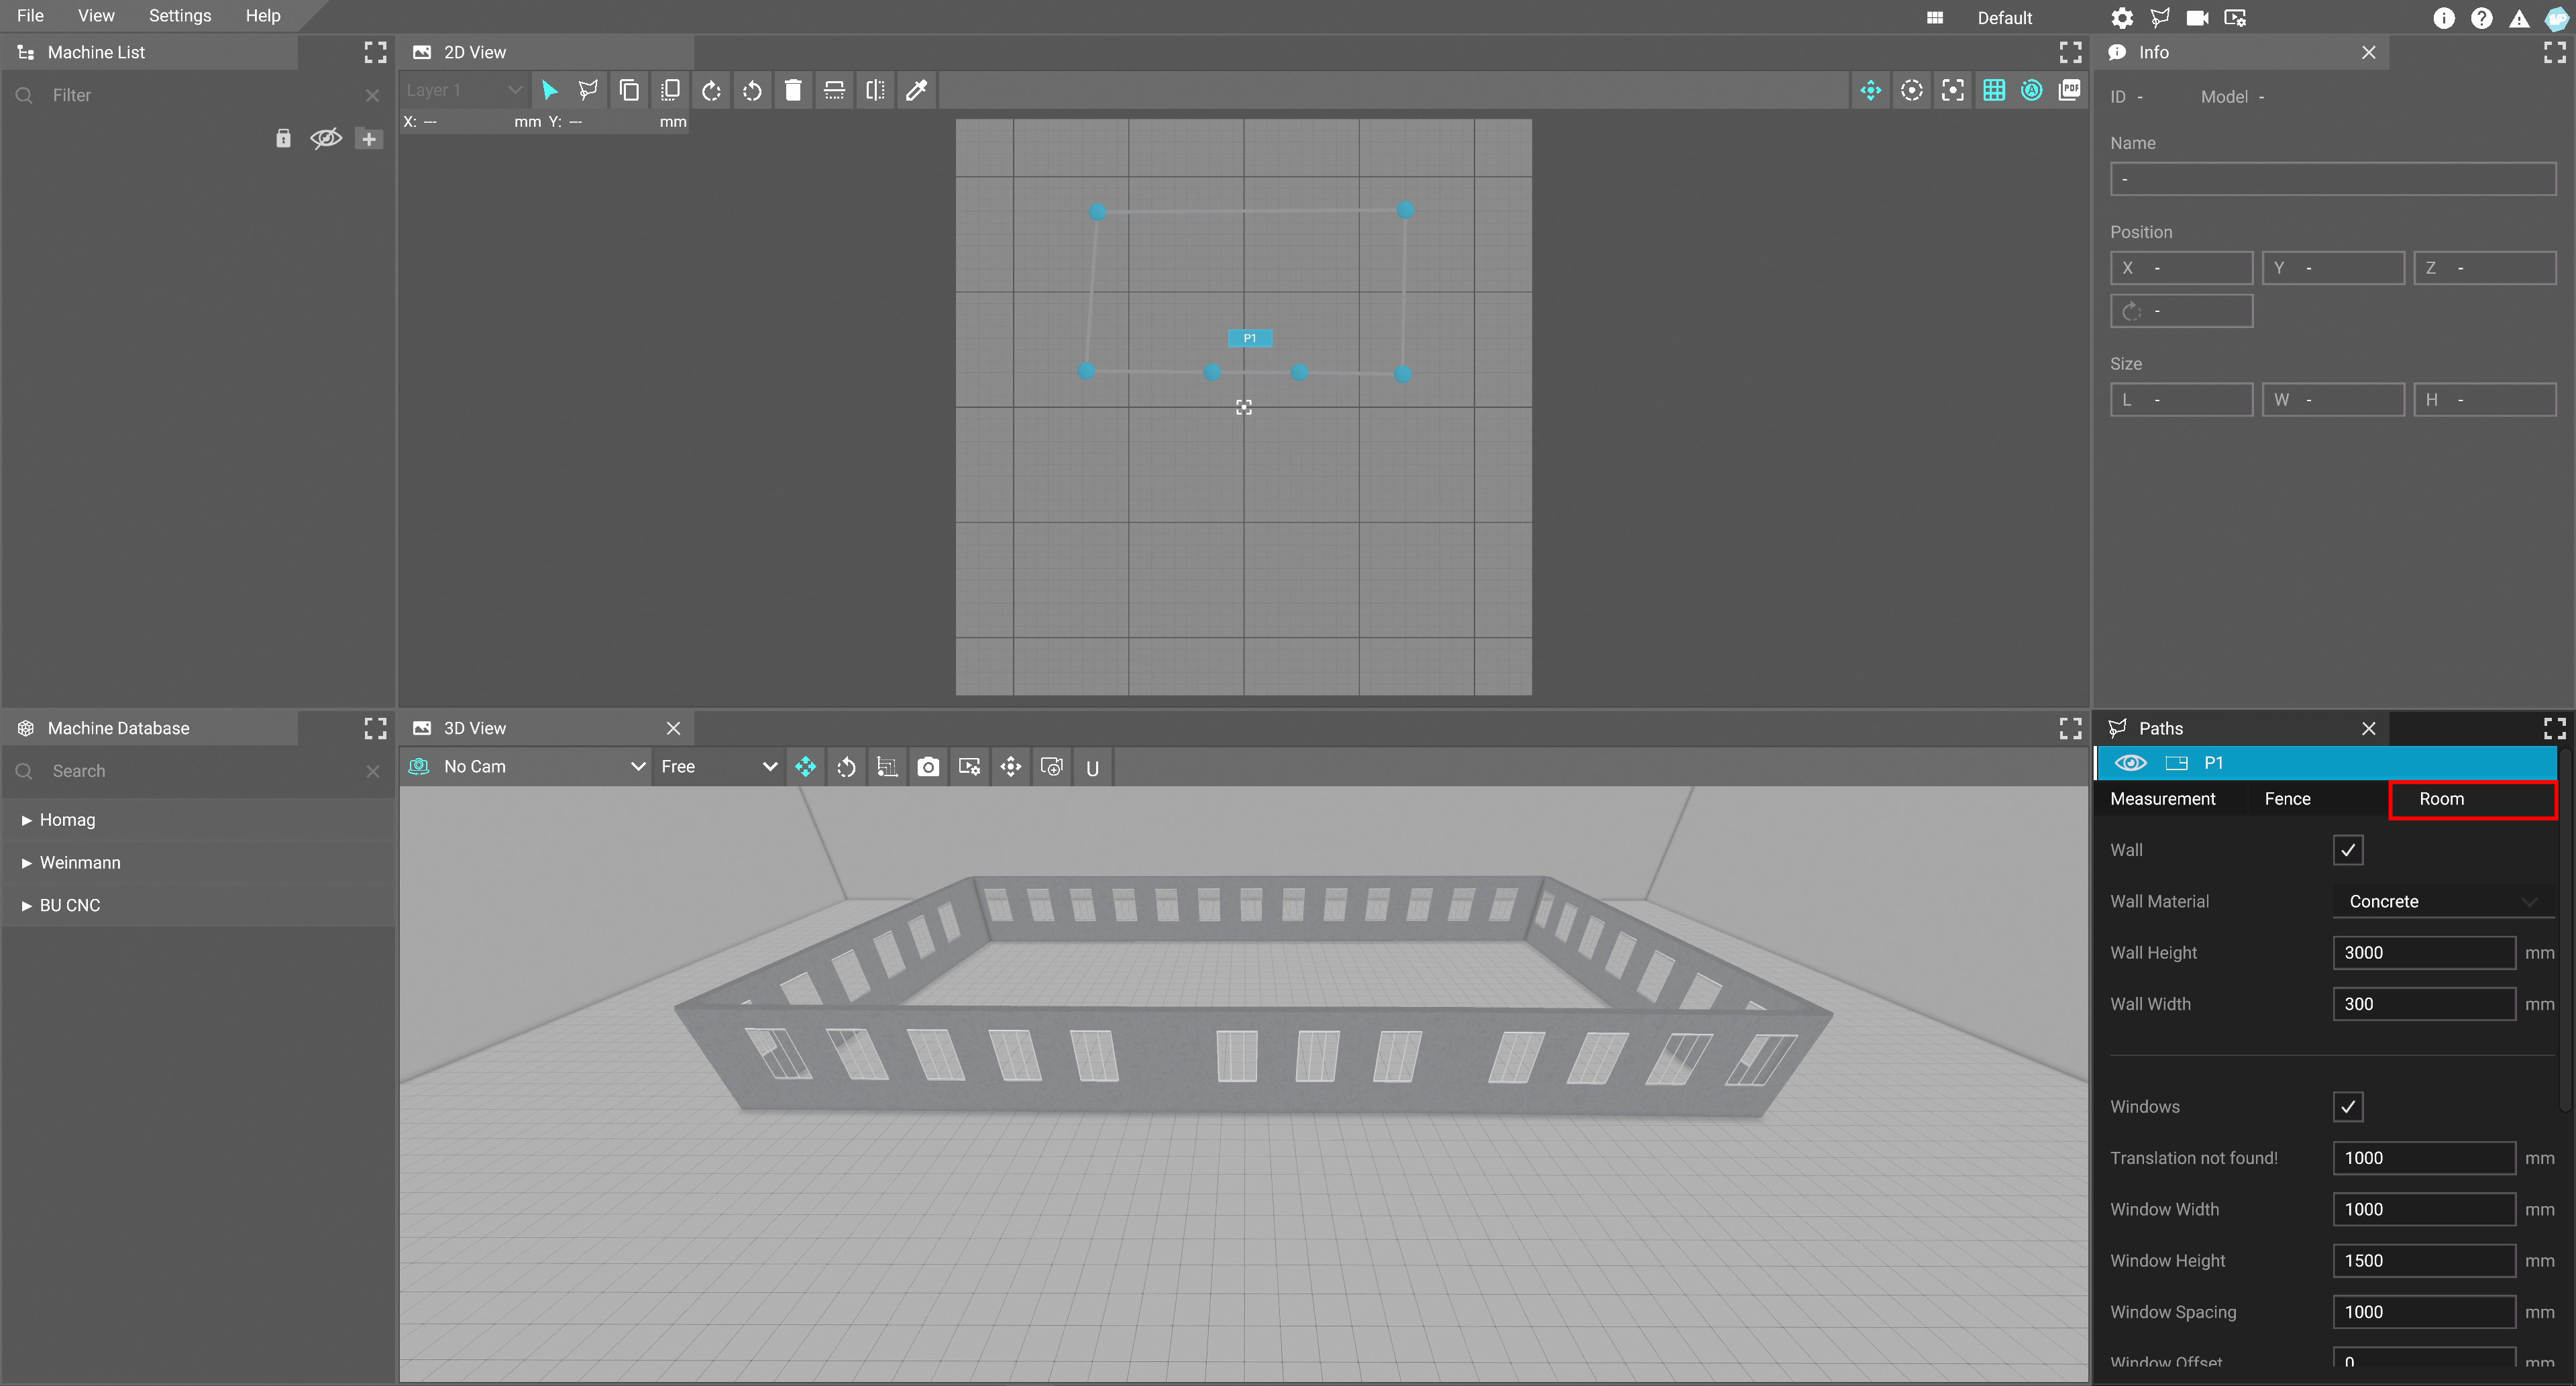 File View Settings Help Default
Machine List
Filter
2D View
Layer 1
PDF
X: --- mm Y: --- mm
P1
Info
ID - Model -
Name
-
Position
X - Y - Z -
-
Size
L - W - H -
Machine Database
Search
Homag
Weinmann
BU CNC
3D View
No Cam Free U
Paths
P1
Measurement Fence Room
Wall
Wall Material Concrete
Wall Height 3000 mm
Wall Width 300 mm
Windows
Translation not found! 1000 mm
Window Width 1000 mm
Window Height 1500 mm
Window Spacing 1000 mm
Window Offset 0 mm